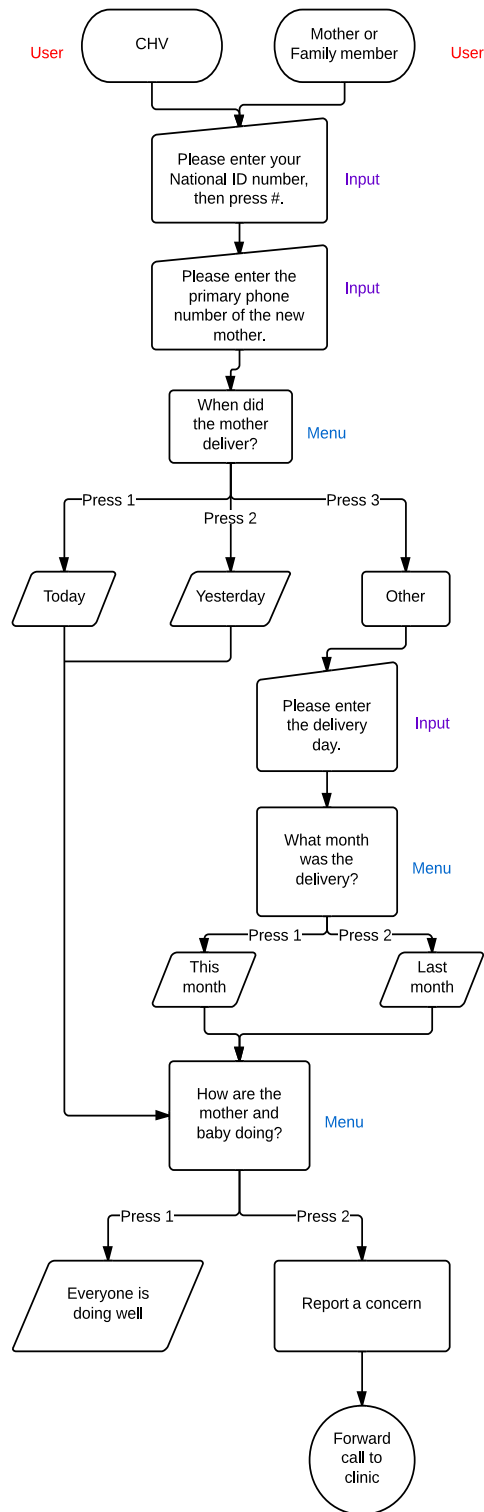 User
CHV
Mother or
Family member
User
Please enter your
National ID number,
then press #.
Input
Please enter the
primary phone
number of the new
mother.
Input
When did
the mother
deliver?
Menu
Press 1
Press 2
Press 3
Today
Yesterday
Other
Please enter
the delivery
day.
Input
What month
was the
delivery?
Menu
Press 1
Press 2
This
month
Last
month
How are the
mother and
baby doing?
Menu
Press 1
Press 2
Everyone is
doing well
Report a concern
Forward
call to
clinic